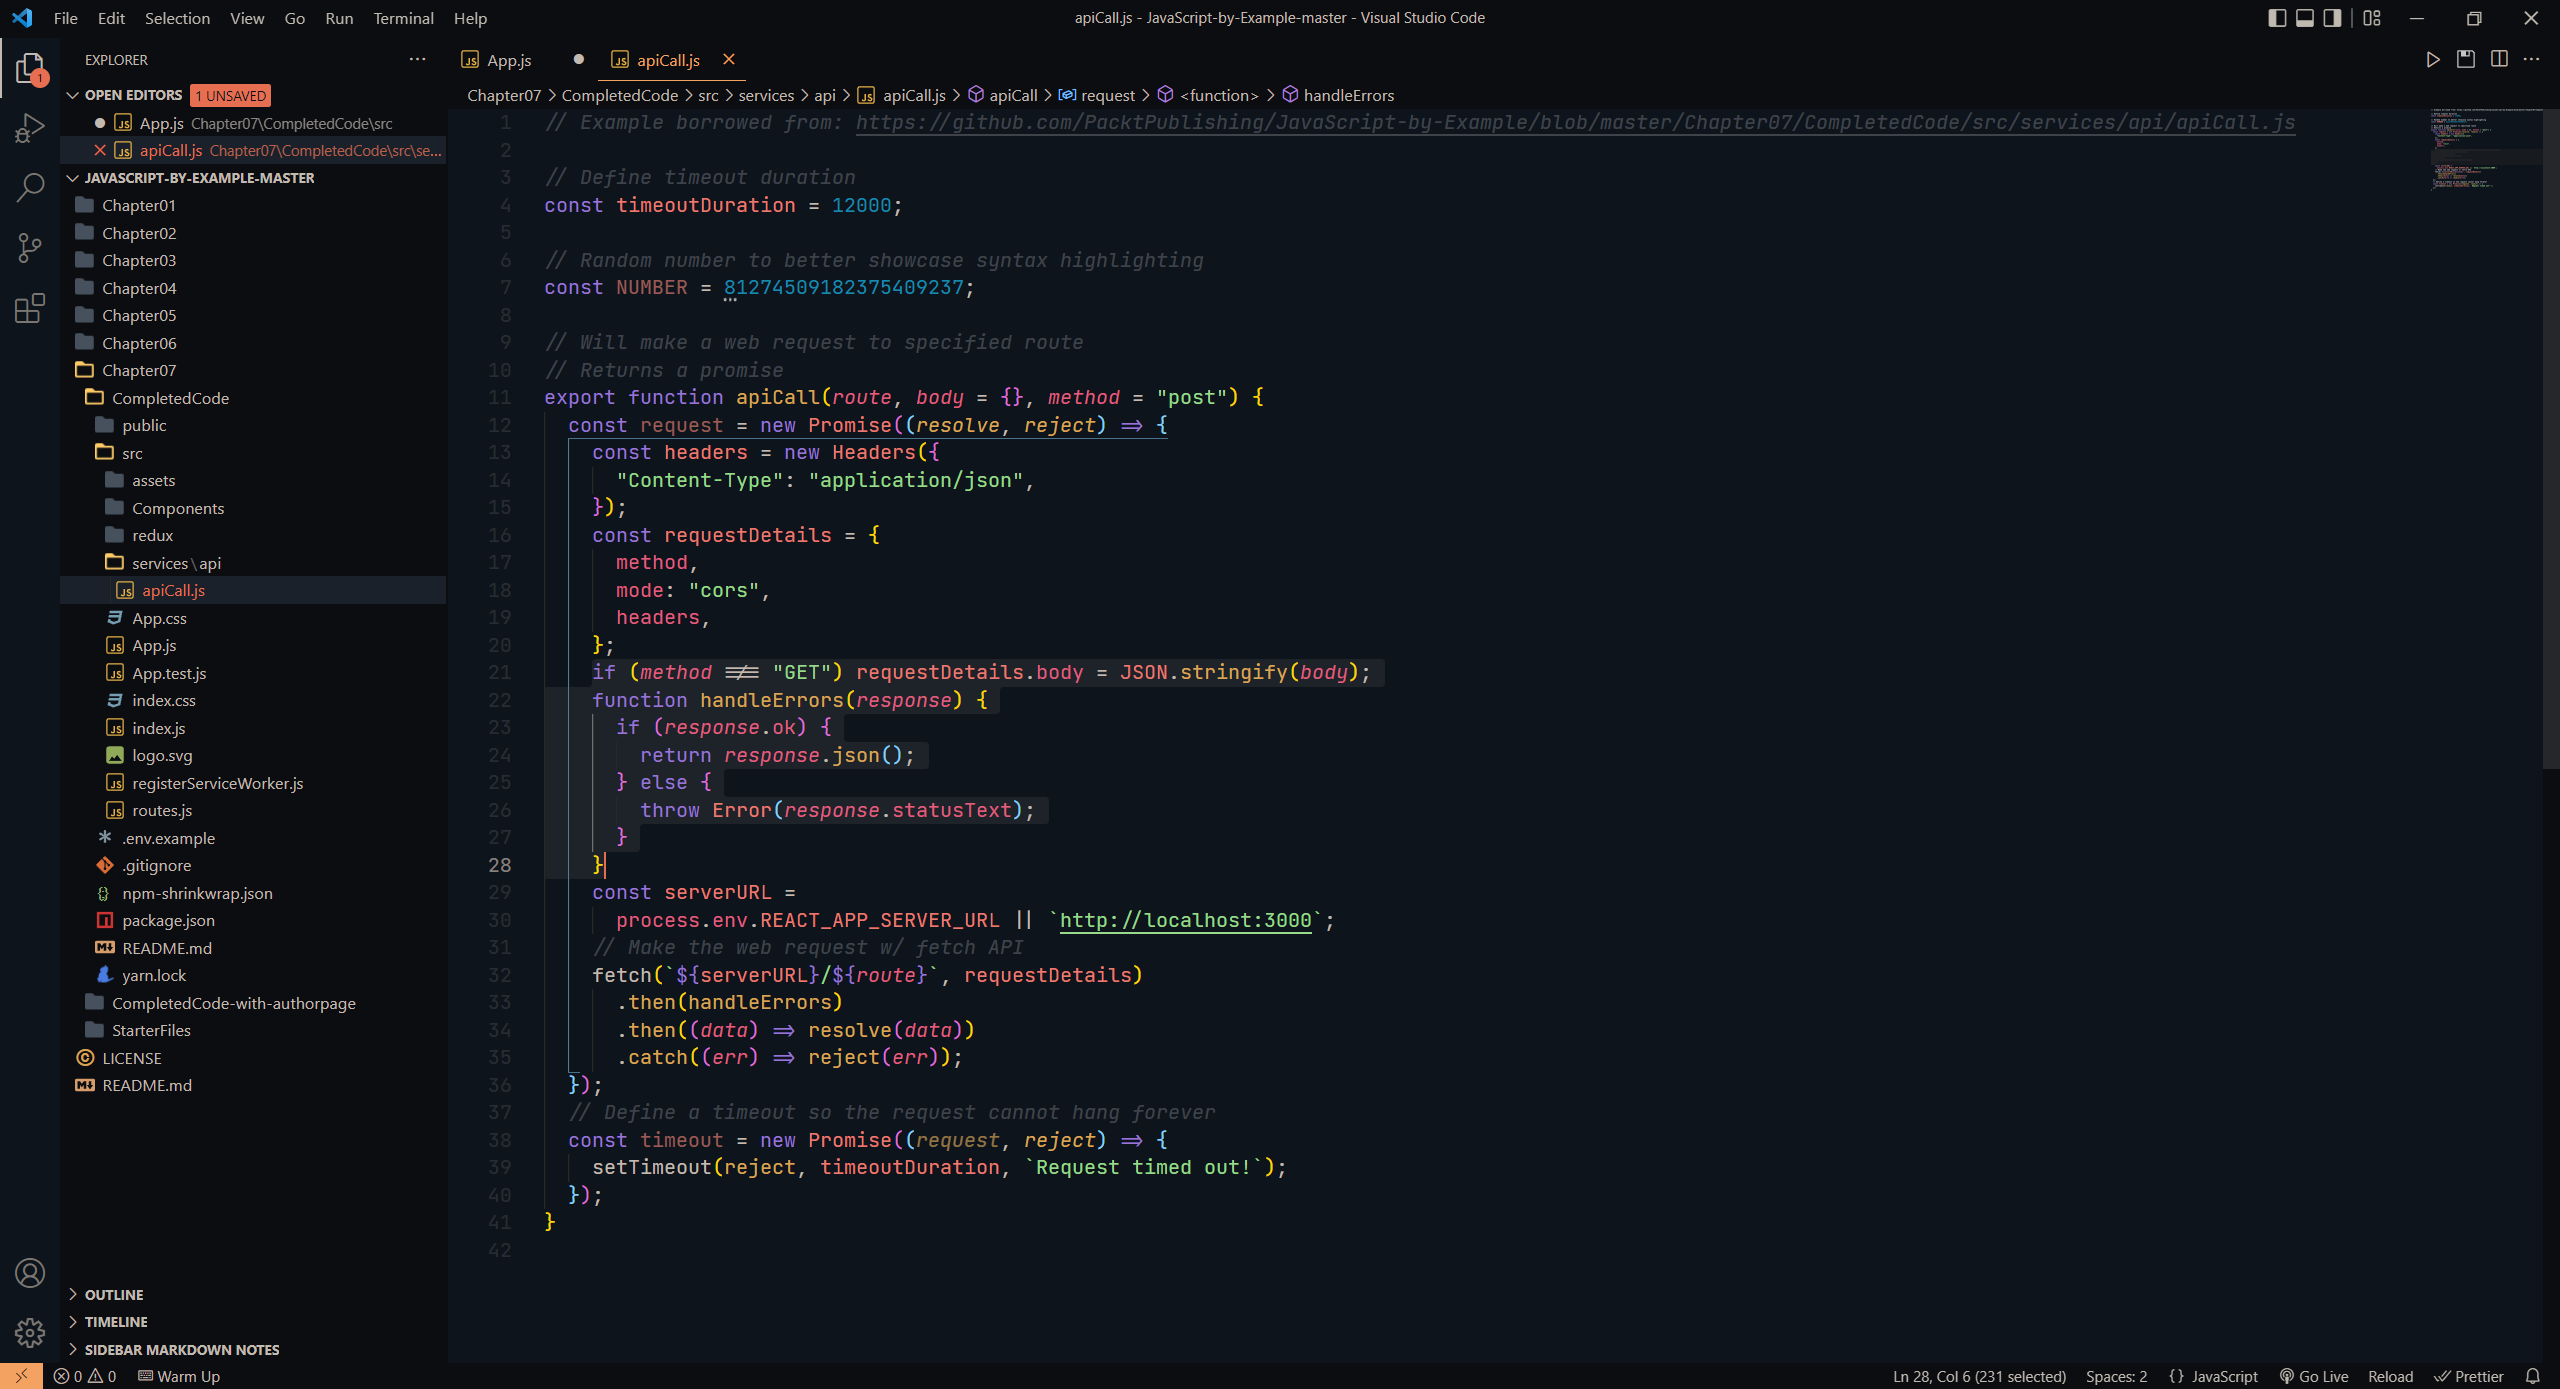 File Edit Selection View Go Run Terminal Help
apiCall.js - JavaScript-by-Example-master - Visual Studio Code
EXPLORER
1
OPEN EDITORS 1 UNSAVED
App.js Chapter07\CompletedCode\src
apiCall.js Chapter07\CompletedCode\src\se...
JAVASCRIPT-BY-EXAMPLE-MASTER
Chapter01
Chapter02
Chapter03
Chapter04
Chapter05
Chapter06
Chapter07
CompletedCode
public
src
assets
Components
redux
services\api
apiCall.js
App.css
App.js
App.test.js
index.css
index.js
logo.svg
registerServiceWorker.js
routes.js
.env.example
.gitignore
npm-shrinkwrap.json
package.json
README.md
yarn.lock
CompletedCode-with-authorpage
StarterFiles
LICENSE
README.md
OUTLINE
TIMELINE
SIDEBAR MARKDOWN NOTES
App.js
apiCall.js
Chapter07 > CompletedCode > src > services > api > apiCall.js > apiCall > request > <function> > handleErrors
1 // Example borrowed from: https://github.com/PacktPublishing/JavaScript-by-Example/blob/master/Chapter07/CompletedCode/src/services/api/apiCall.js
2
3 // Define timeout duration
4 const timeoutDuration = 12000;
5
6 // Random number to better showcase syntax highlighting
7 const NUMBER = 81274509182375409237;
8
9 // Will make a web request to specified route
10 // Returns a promise
11 export function apiCall(route, body = {}, method = "post") {
12 const request = new Promise((resolve, reject) => {
13 const headers = new Headers({
14 "Content-Type": "application/json",
15 });
16 const requestDetails = {
17 method,
18 mode: "cors",
19 headers,
20 };
21 if (method !== "GET") requestDetails.body = JSON.stringify(body);
22 function handleErrors(response) {
23 if (response.ok) {
24 return response.json();
25 } else {
26 throw Error(response.statusText);
27 }
28 }
29 const serverURL =
30 process.env.REACT_APP_SERVER_URL || `http://localhost:3000`;
31 // Make the web request w/ fetch API
32 fetch(`${serverURL}/${route}`, requestDetails)
33 .then(handleErrors)
34 .then((data) => resolve(data))
35 .catch((err) => reject(err));
36 });
37 // Define a timeout so the request cannot hang forever
38 const timeout = new Promise((request, reject) => {
39 setTimeout(reject, timeoutDuration, `Request timed out!`);
40 });
41 }
42
0 0 Warm Up
Ln 28, Col 6 (231 selected) Spaces: 2 {} JavaScript Go Live Reload Prettier